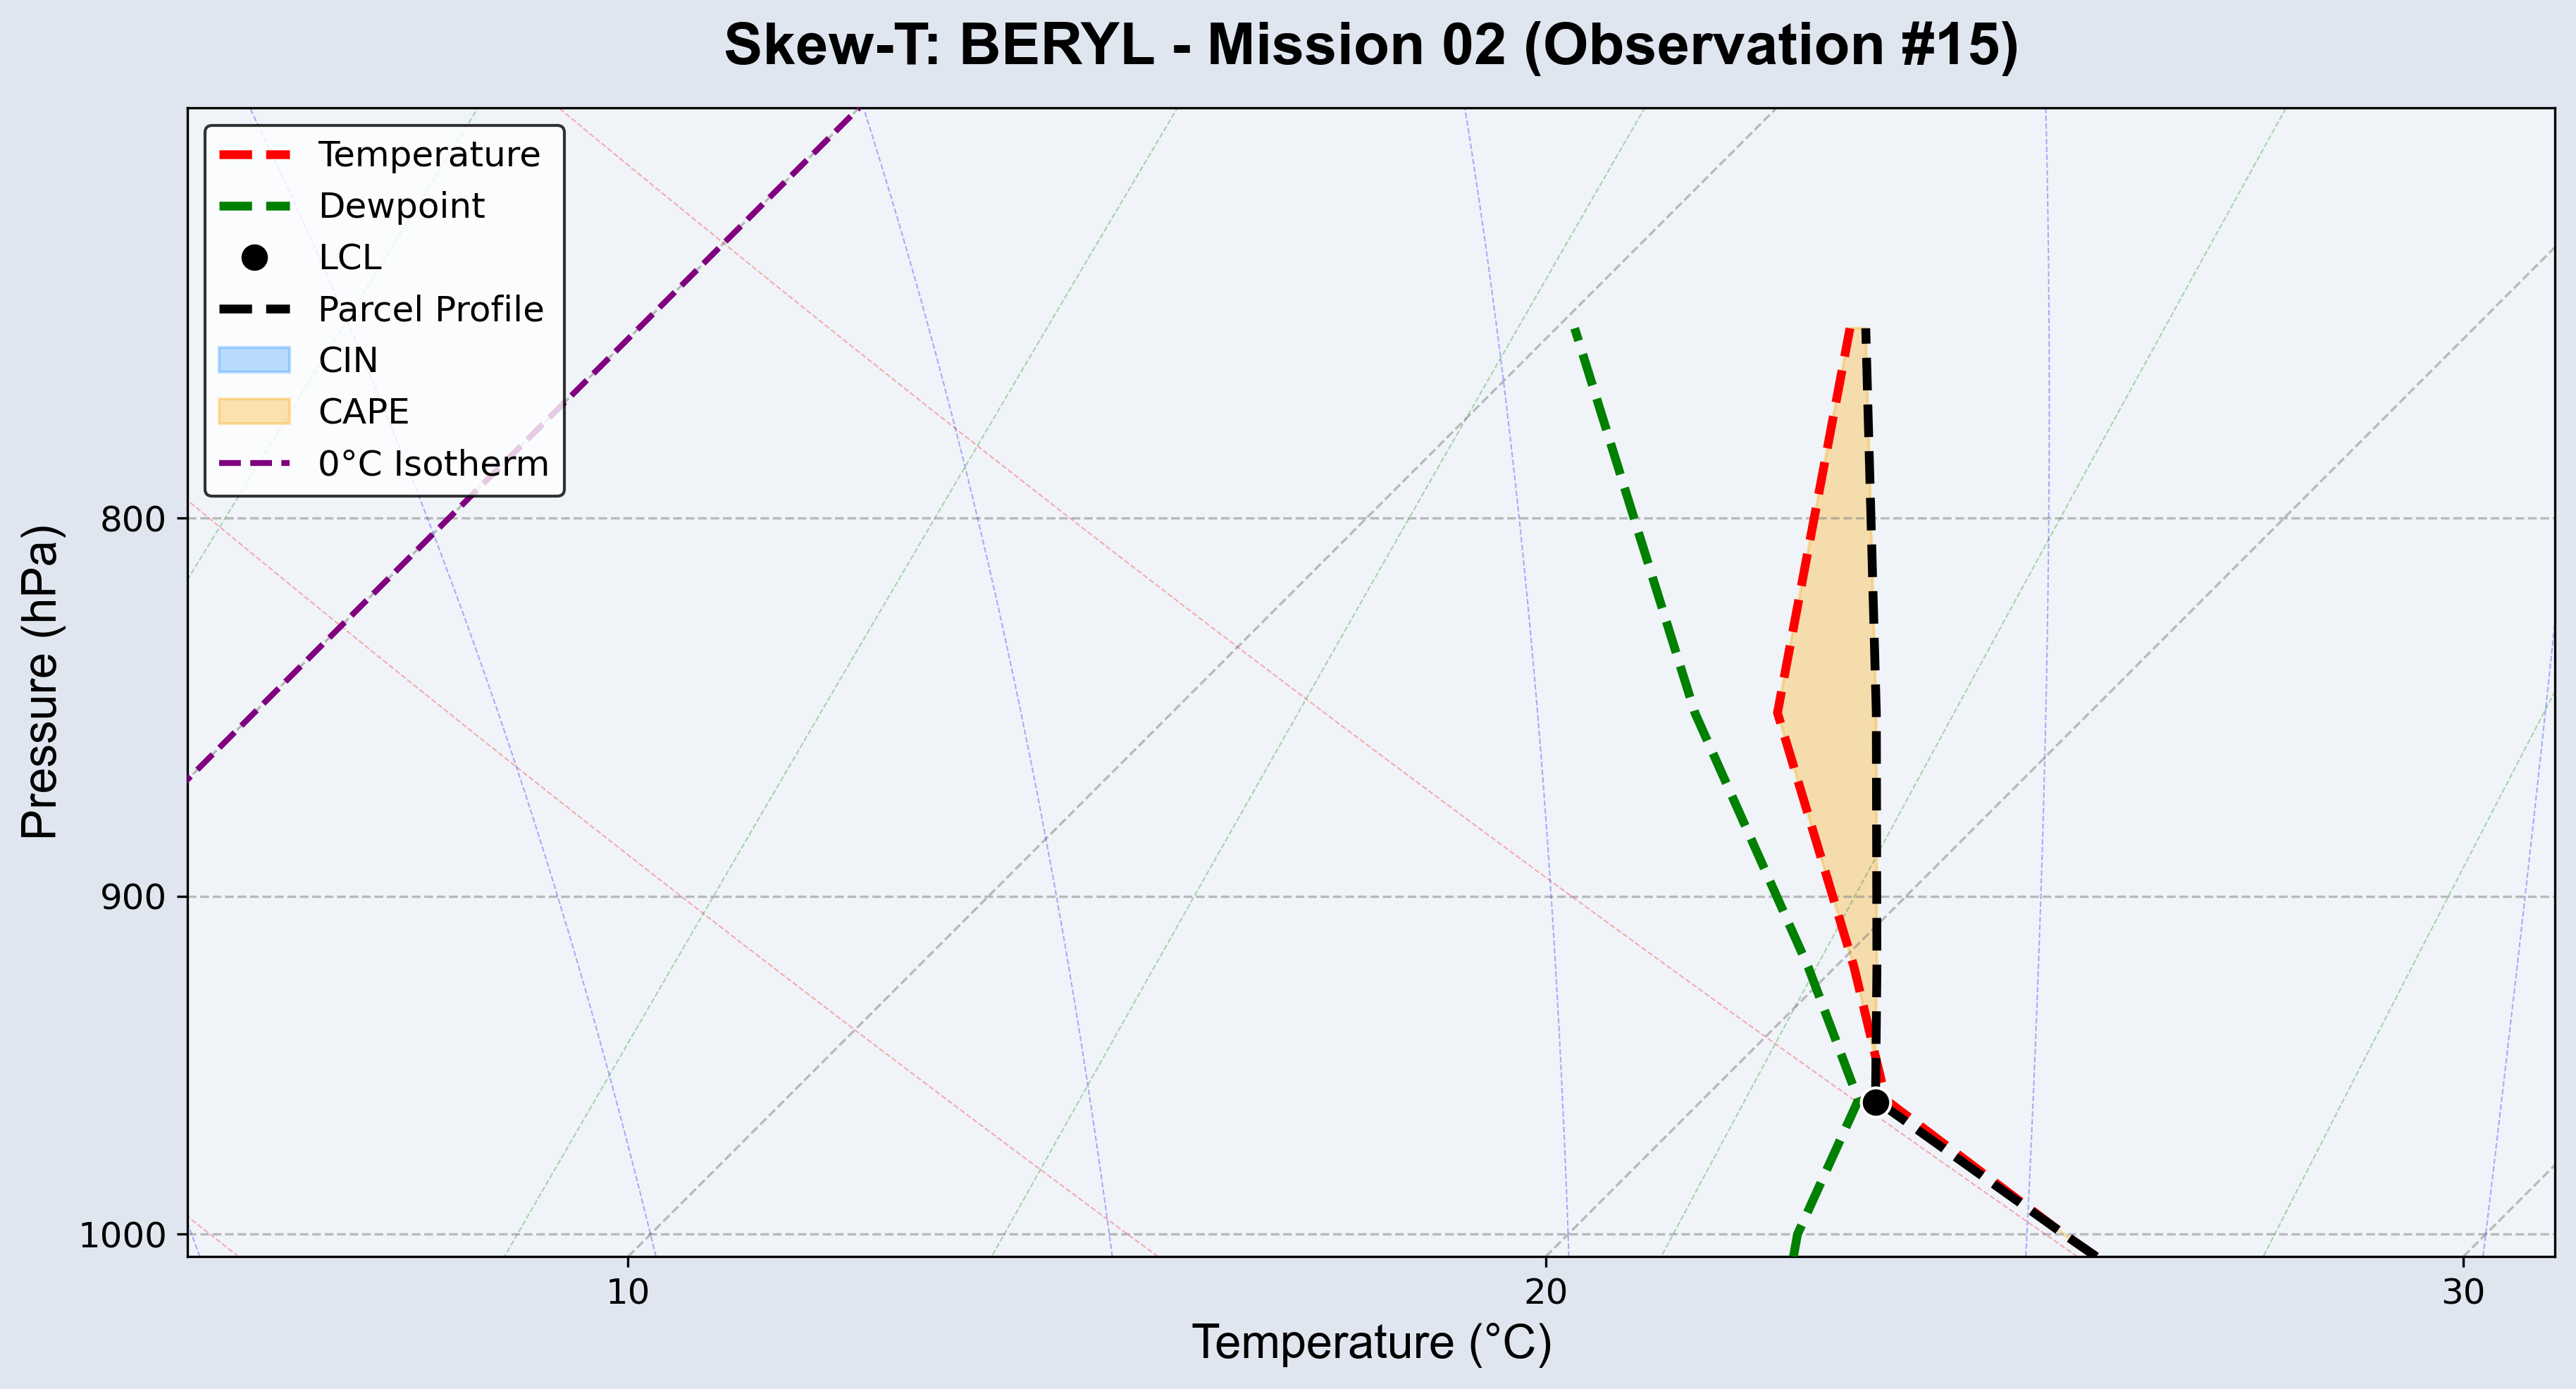 Skew-T: BERYL - Mission 02 (Observation #15)
Temperature
Dewpoint
LCL
Parcel Profile
CIN
CAPE
0°C Isotherm
Pressure (hPa)
800
900
1000
10
20
30
Temperature (°C)